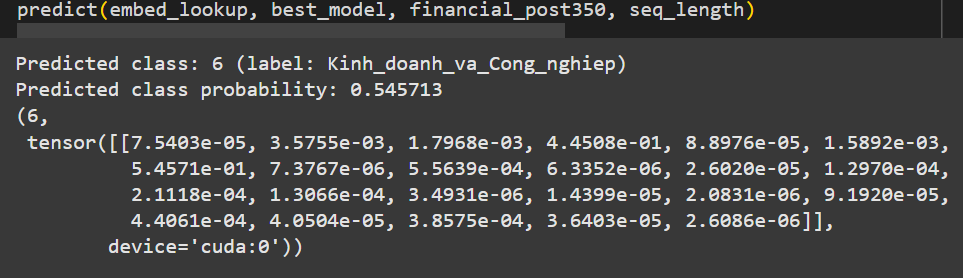 predict(embed_lookup, best_model, financial_post350, seq_length)
Predicted class: 6 (label: Kinh_doanh_va_Cong_nghiep)
Predicted class probability: 0.545713
(6,
tensor([[7.5403e-05, 3.5755e-03, 1.7968e-03, 4.4508e-01, 8.8976e-05, 1.5892e-03,
5.4571e-01, 7.3767e-06, 5.5639e-04, 6.3352e-06, 2.6020e-05, 1.2970e-04,
2.1118e-04, 1.3066e-04, 3.4931e-06, 1.4399e-05, 2.0831e-06, 9.1920e-05,
4.4061e-04, 4.0504e-05, 3.8575e-04, 3.6403e-05, 2.6086e-06]],
device='cuda:0'))